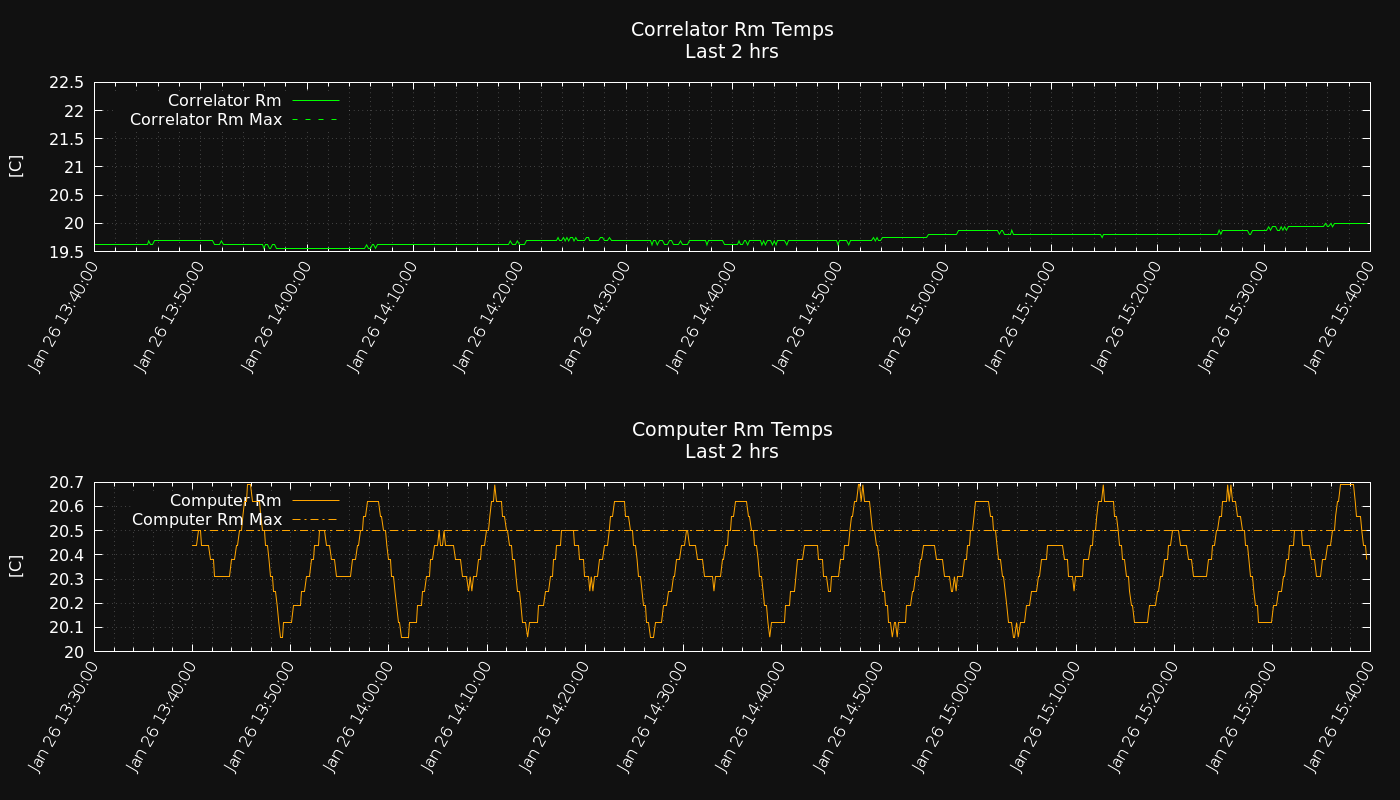 Correlator Rm Temps
Last 2 hrs
22.5
22
21.5
21
20.5
20
19.5
[C]
Correlator Rm
Correlator Rm Max
Jan 26 13:40:00
Jan 26 13:50:00
Jan 26 14:00:00
Jan 26 14:10:00
Jan 26 14:20:00
Jan 26 14:30:00
Jan 26 14:40:00
Jan 26 14:50:00
Jan 26 15:00:00
Jan 26 15:10:00
Jan 26 15:20:00
Jan 26 15:30:00
Jan 26 15:40:00
Computer Rm Temps
Last 2 hrs
20.7
20.6
20.5
20.4
20.3
20.2
20.1
20
[C]
Computer Rm
Computer Rm Max
Jan 26 13:30:00
Jan 26 13:40:00
Jan 26 13:50:00
Jan 26 14:00:00
Jan 26 14:10:00
Jan 26 14:20:00
Jan 26 14:30:00
Jan 26 14:40:00
Jan 26 14:50:00
Jan 26 15:00:00
Jan 26 15:10:00
Jan 26 15:20:00
Jan 26 15:30:00
Jan 26 15:40:00